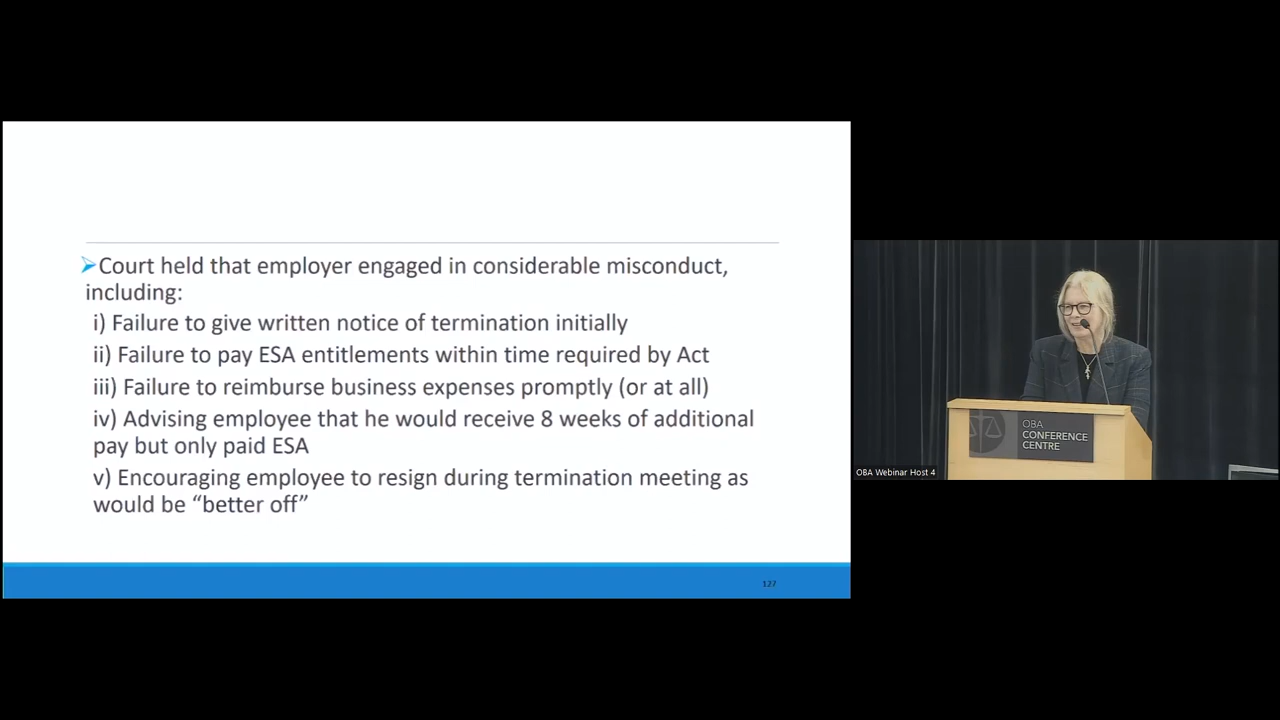 ➢Court held that employer engaged in considerable misconduct,
including:
i) Failure to give written notice of termination initially
ii) Failure to pay ESA entitlements within time required by Act
iii) Failure to reimburse business expenses promptly (or at all)
iv) Advising employee that he would receive 8 weeks of additional
pay but only paid ESA
v) Encouraging employee to resign during termination meeting as
would be “better off”
127
OBA
CONFERENCE
CENTRE
OBA Webinar Host 4